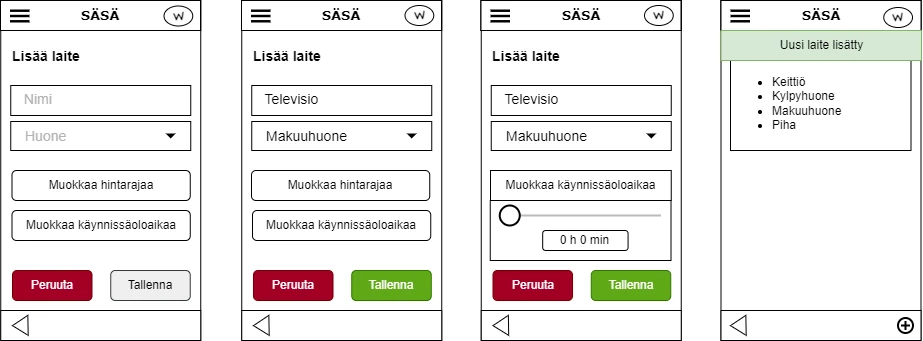 SÄSÄ
W
Lisää laite
Nimi
Huone
Muokkaa hintarajaa
Muokkaa käynnissäoloaikaa
Peruuta
Tallenna
SÄSÄ
W
Lisää laite
Televisio
Makuuhuone
Muokkaa hintarajaa
Muokkaa käynnissäoloaikaa
Peruuta
Tallenna
SÄSÄ
W
Lisää laite
Televisio
Makuuhuone
Muokkaa käynnissäoloaikaa
0 h 0 min
Peruuta
Tallenna
SÄSÄ
W
Uusi laite lisätty
Keittiö
Kylpyhuone
Makuuhuone
Piha